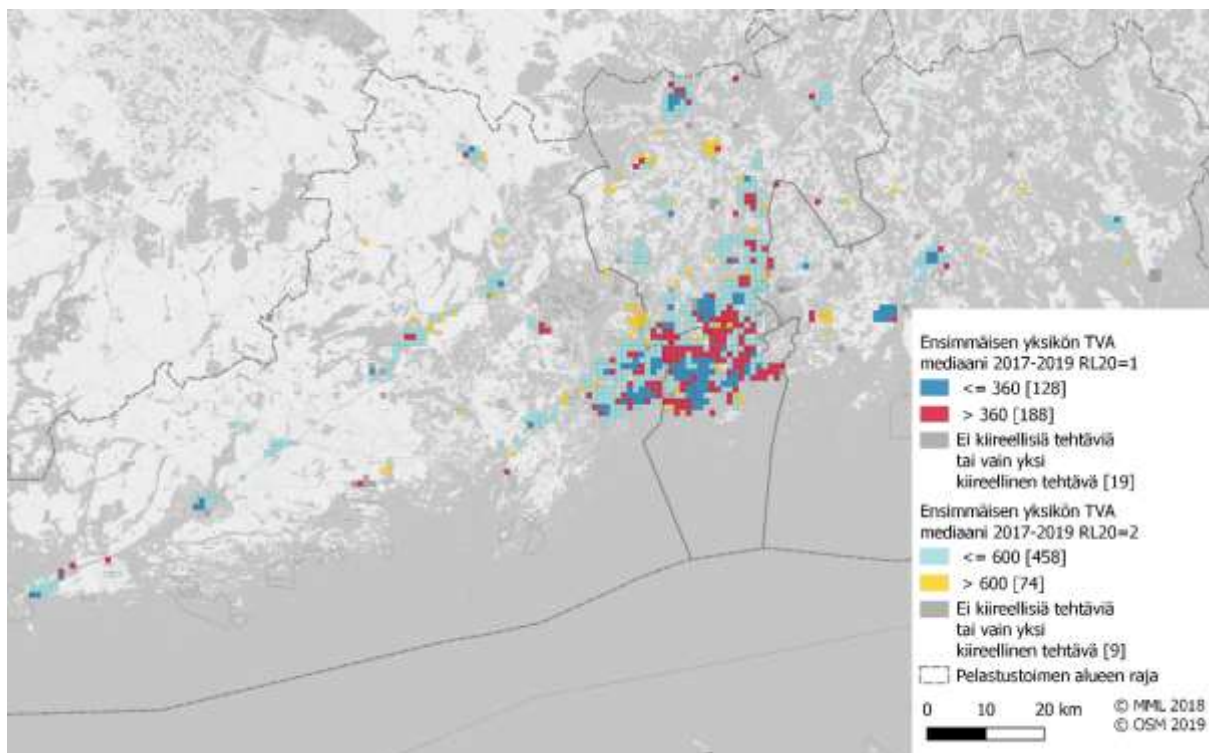 Ensimmäisen yksikön TVA
mediaani 2017-2019 RL20=1
<= 360 [128]
> 360 [188]
Ei kiireellisiä tehtäviä
tai vain yksi
kiireellinen tehtävä [19]
Ensimmäisen yksikön TVA
mediaani 2017-2019 RL20=2
<= 600 [458]
> 600 [74]
Ei kiireellisiä tehtäviä
tai vain yksi
kiireellinen tehtävä [9]
Pelastustoimen alueen raja
0 10 20 km
© MML 2018
© OSM 2019